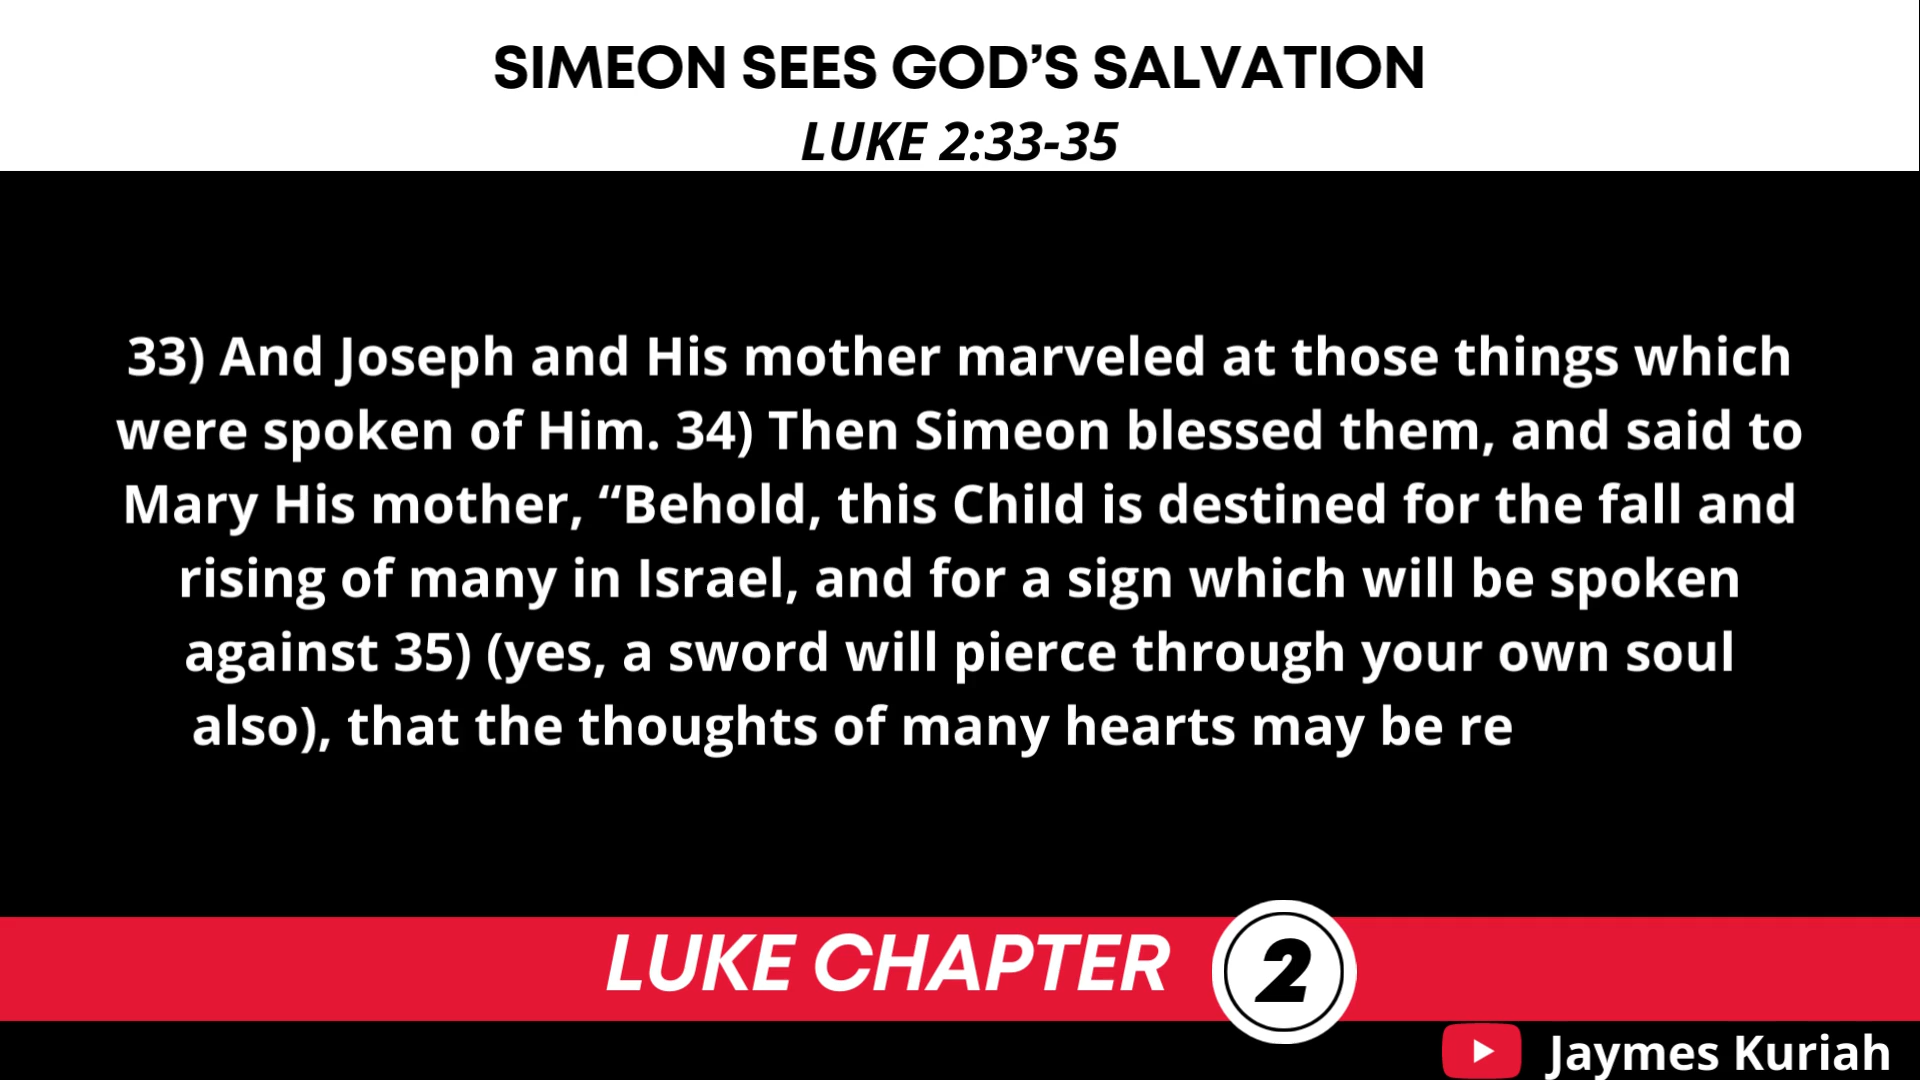 SIMEON SEES GOD’S SALVATION
LUKE 2:33-35
33) And Joseph and His mother marveled at those things which
were spoken of Him. 34) Then Simeon blessed them, and said to
Mary His mother, “Behold, this Child is destined for the fall and
rising of many in Israel, and for a sign which will be spoken
against 35) (yes, a sword will pierce through your own soul
also), that the thoughts of many hearts may be re
LUKE CHAPTER 2
Jaymes Kuriah